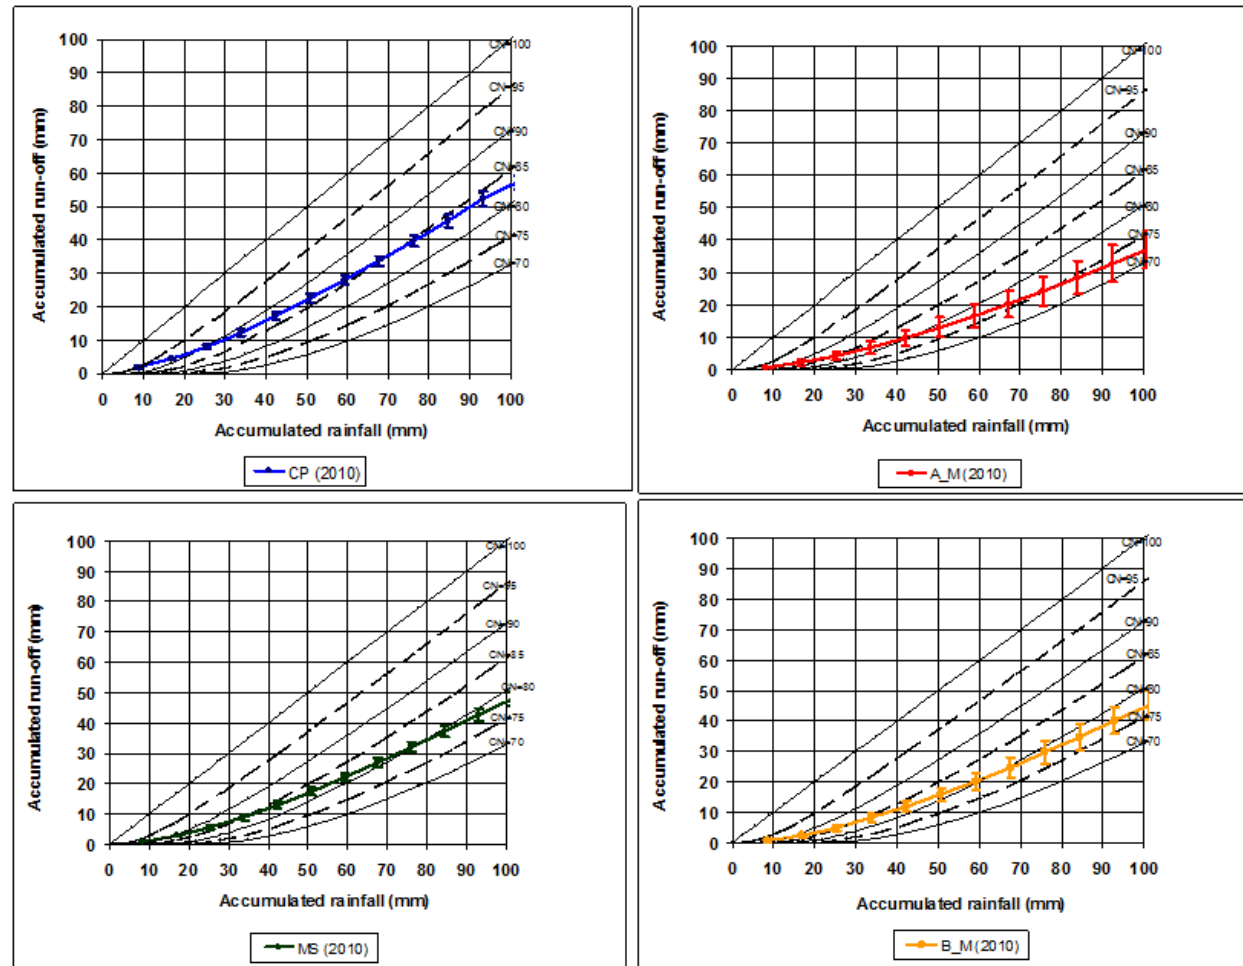 100
90
80
70
60
50
40
30
20
10
0
Accumulated run-off (mm)
CN=100
CN=95
CN=90
CN=85
CN=80
CN=75
CN=70
0 10 20 30 40 50 60 70 80 90 100
Accumulated rainfall (mm)
CP (2010)
100
90
80
70
60
50
40
30
20
10
0
Accumulated run-off (mm)
CN=100
CN=95
CN=90
CN=85
CN=80
CN=75
CN=70
0 10 20 30 40 50 60 70 80 90 100
Accumulated rainfall (mm)
A_M (2010)
100
90
80
70
60
50
40
30
20
10
0
Accumulated run-off (mm)
CN=100
CN=95
CN=90
CN=85
CN=80
CN=75
CN=70
0 10 20 30 40 50 60 70 80 90 100
Accumulated rainfall (mm)
MS (2010)
100
90
80
70
60
50
40
30
20
10
0
Accumulated run-off (mm)
CN=100
CN=95
CN=90
CN=85
CN=80
CN=75
CN=70
0 10 20 30 40 50 60 70 80 90 100
Accumulated rainfall (mm)
B_M (2010)